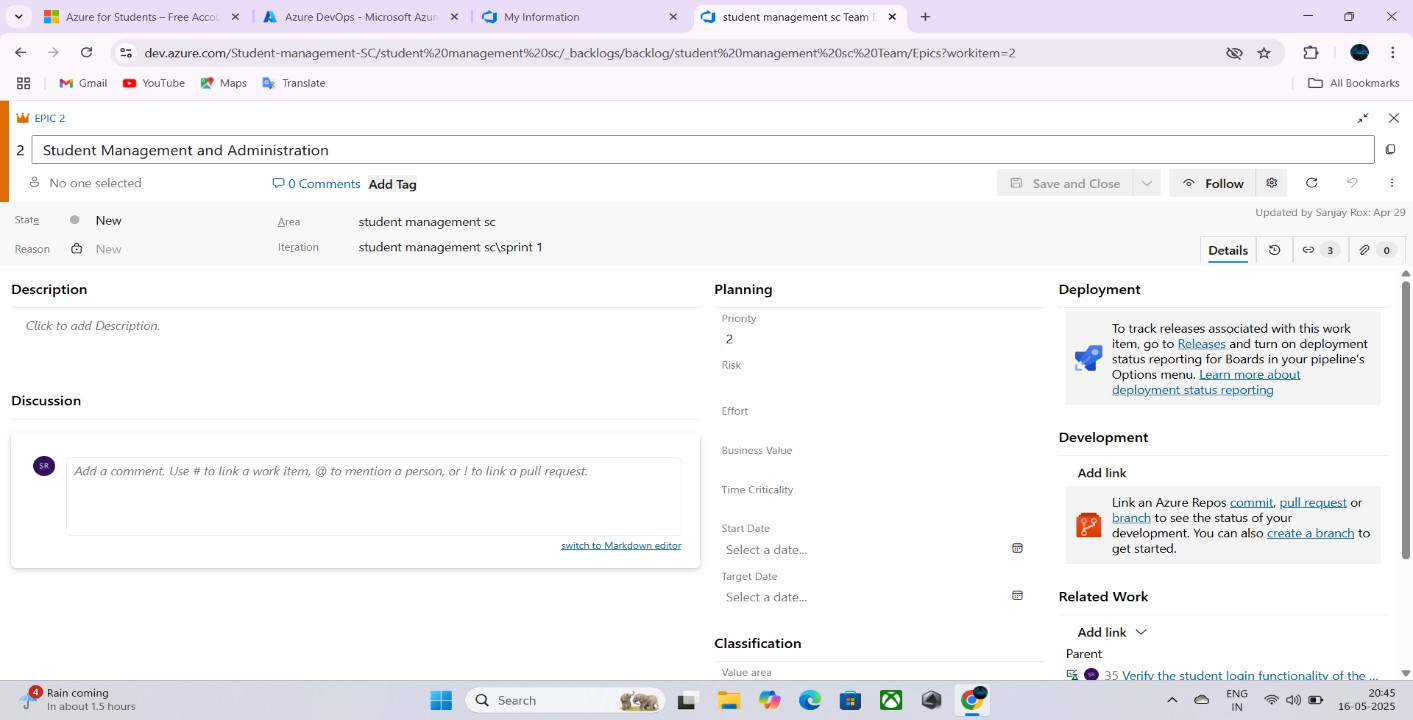 Azure for Students – Free Accou
Azure DevOps - Microsoft Azur
My Information
student management sc Team E
dev.azure.com/Student-management-SC/student%20management%20sc/_backlogs/backlog/student%20management%20sc%20Team/Epics?workitem=2
Gmail
YouTube
Maps
Translate
All Bookmarks
EPIC 2
2 Student Management and Administration
No one selected
0 Comments
Add Tag
Save and Close
Follow
State
New
Area
student management sc
Updated by Sanjay Rox: Apr 29
Reason
New
Iteration
student management sc\sprint 1
Details
3
0
Description
Click to add Description.
Discussion
SR
Add a comment. Use # to link a work item, @ to mention a person, or ! to link a pull request.
switch to Markdown editor
Planning
Priority
2
Risk
Effort
Business Value
Time Criticality
Start Date
Select a date...
Target Date
Select a date...
Classification
Value area
Deployment
To track releases associated with this work
item, go to Releases and turn on deployment
status reporting for Boards in your pipeline's
Options menu. Learn more about
deployment status reporting
Development
Add link
Link an Azure Repos commit, pull request or
branch to see the status of your
development. You can also create a branch to
get started.
Related Work
Add link
Parent
35 Verify the student login functionality of the ...
4
Rain coming
In about 1.5 hours
Search
ENG
IN
20:45
16-05-2025